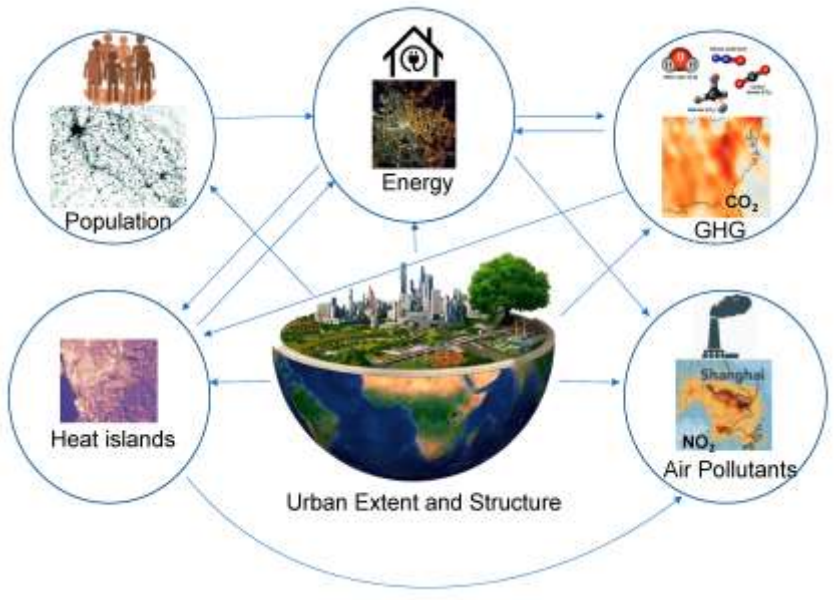 Population
Energy
CO₂
GHG
Heat islands
Urban Extent and Structure
Shanghai
NO₂
Air Pollutants